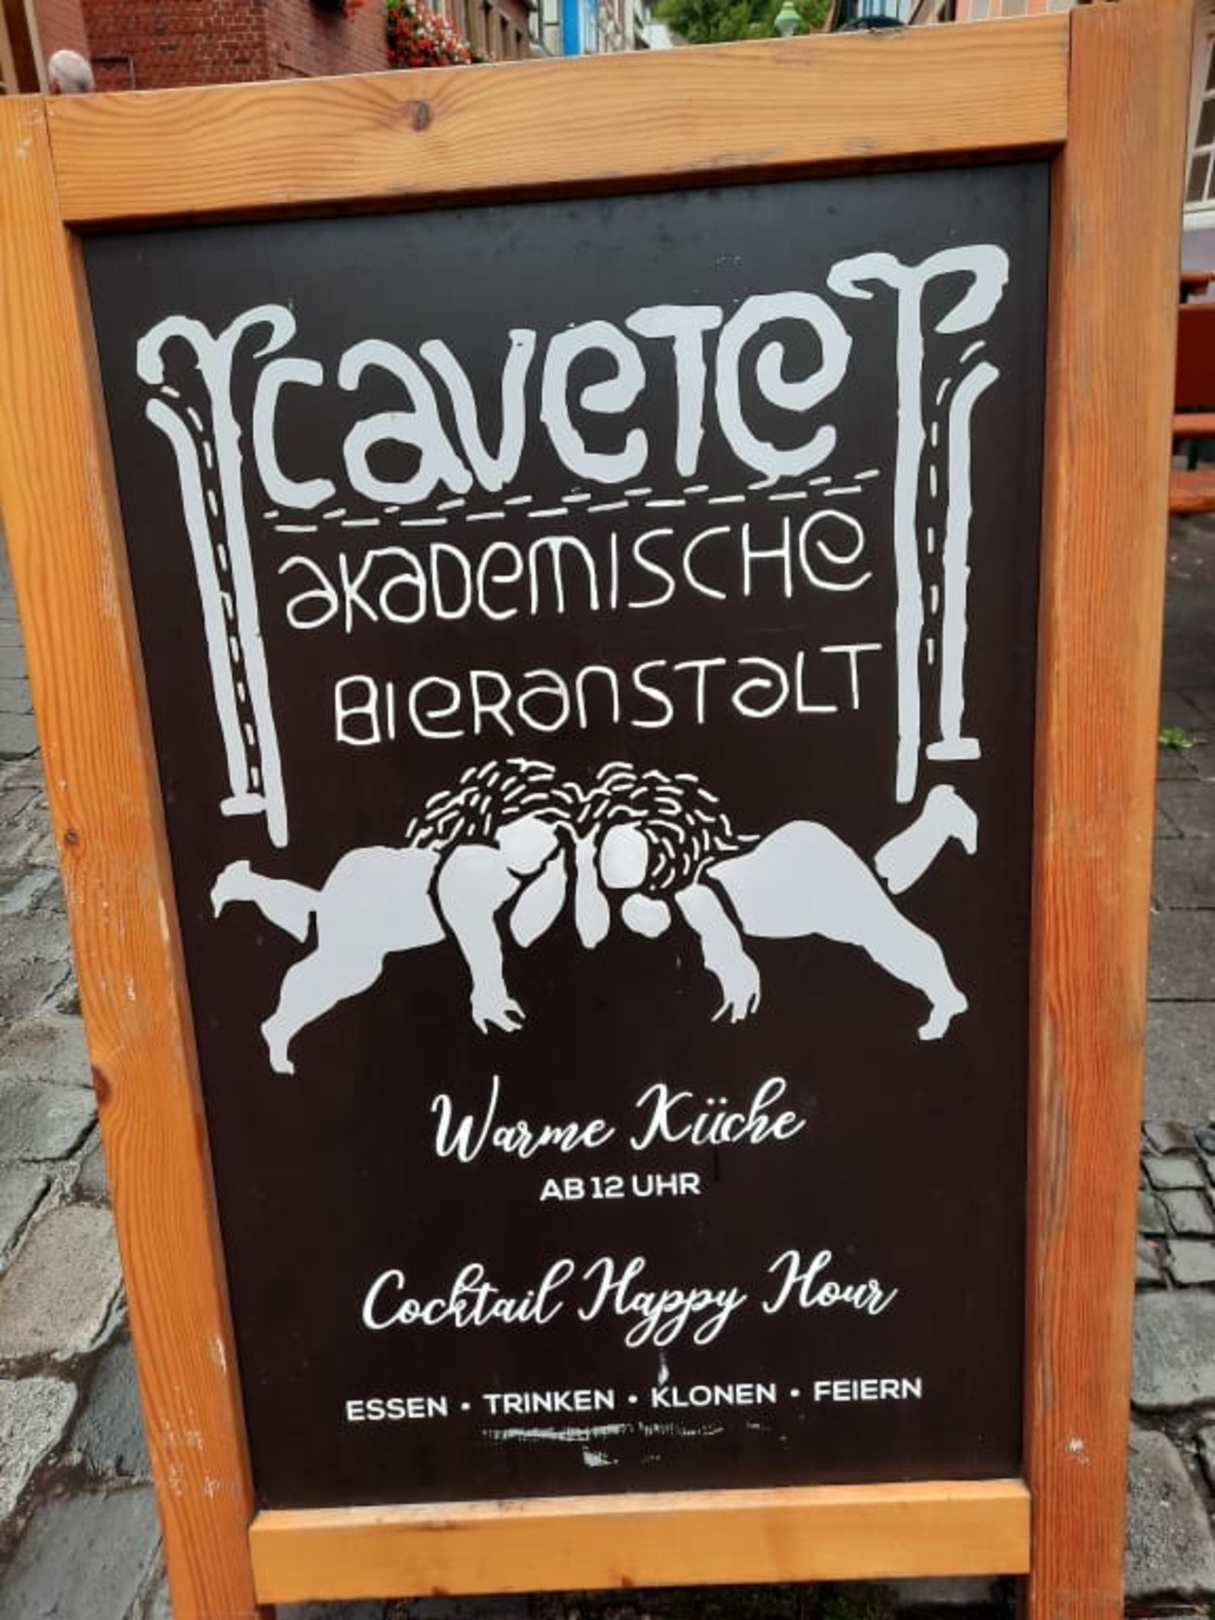 cavete
akademische
Bieranstalt
Warme Küche
AB 12 UHR
Cocktail Happy Hour
ESSEN • TRINKEN • KLONEN • FEIERN